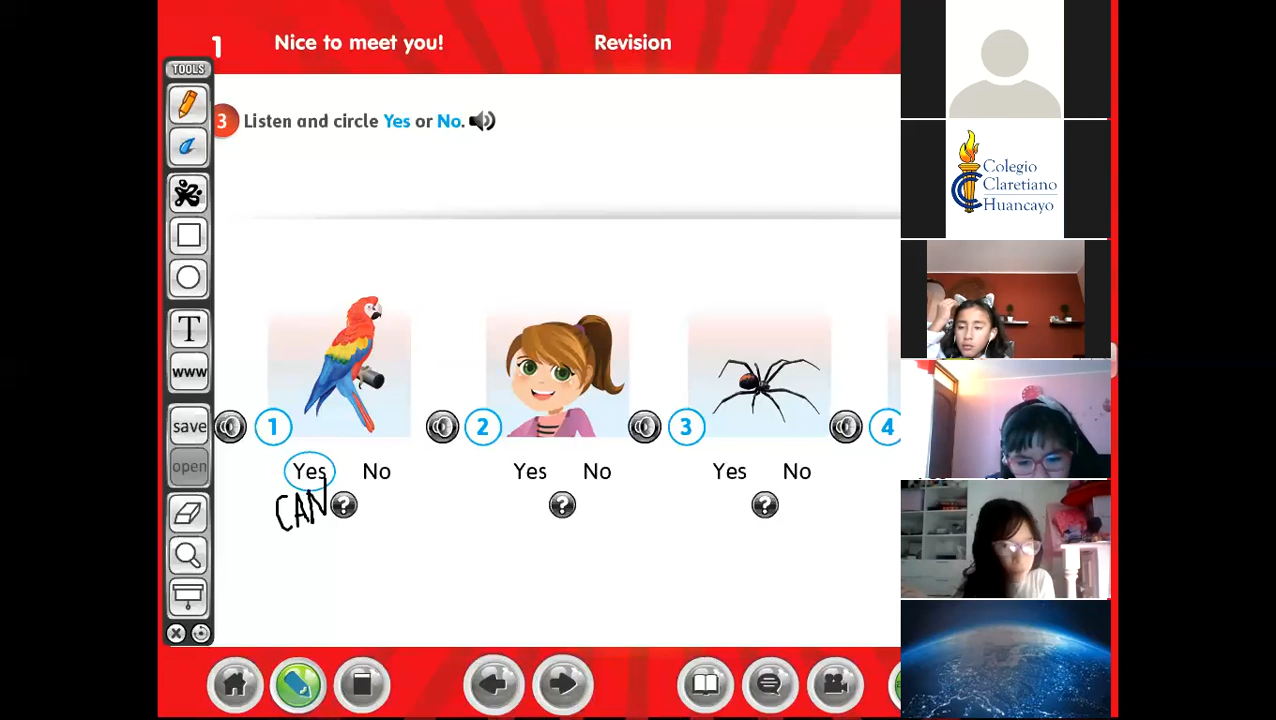 1 Nice to meet you! Revision
TOOLS
3 Listen and circle Yes or No.
Colegio
Claretiano
Huancayo
T
www
save
open
1 2 3 4
Yes No Yes No Yes No
CAN ? ? ?